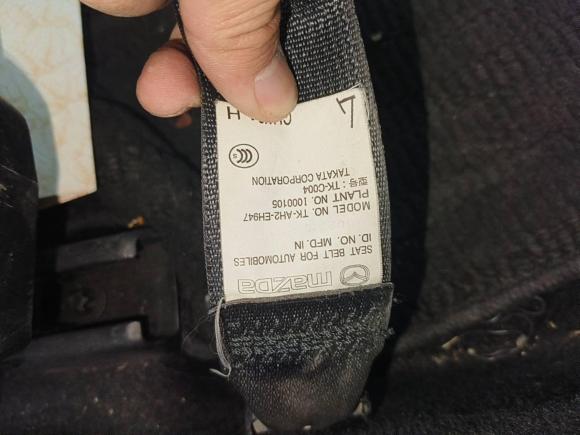 mazda
SEAT BELT FOR AUTOMOBILES
ID. NO. MFD. IN
MODEL NO. TK-AH2-EH947
PLANT NO. 1000105
型号：TK-C004
TAKATA CORPORATION
CCC S
H